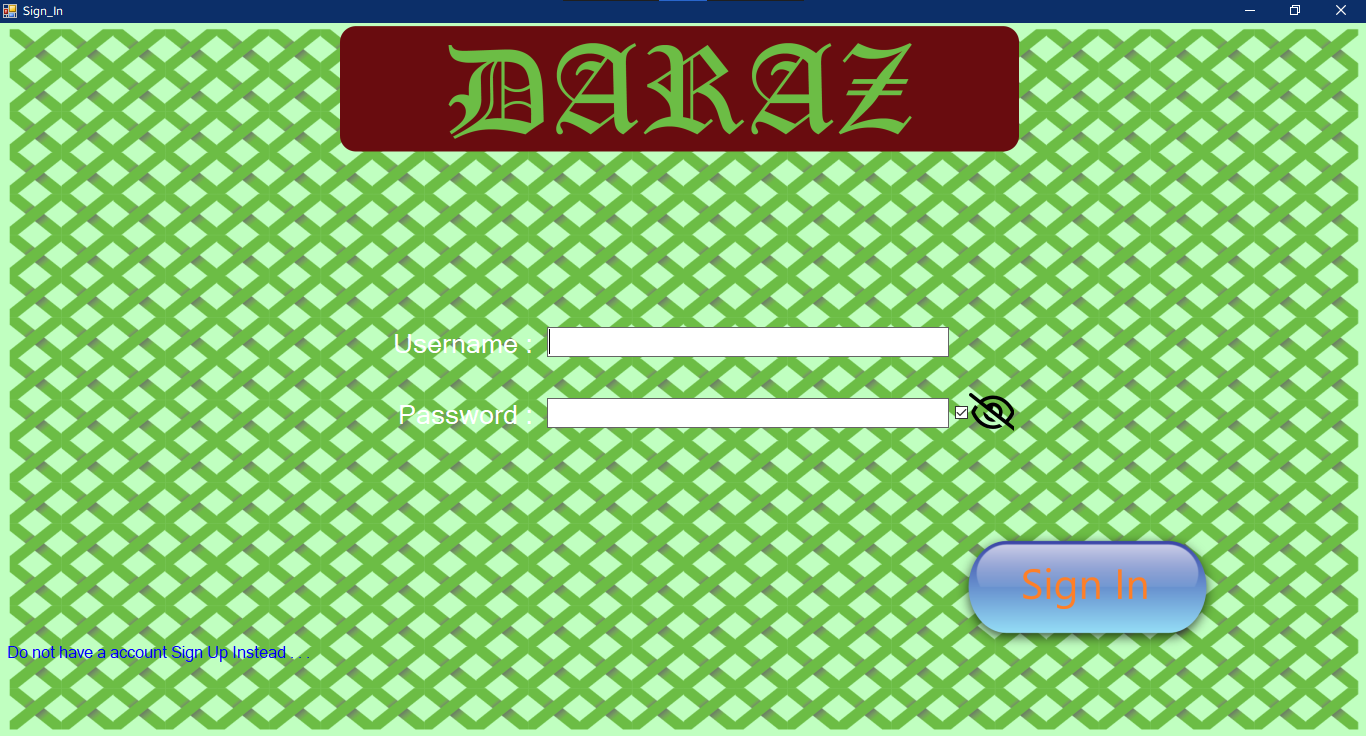 Sign_In
DARAZ
Username :
Password :
Sign In
Do not have a account Sign Up Instead . . .